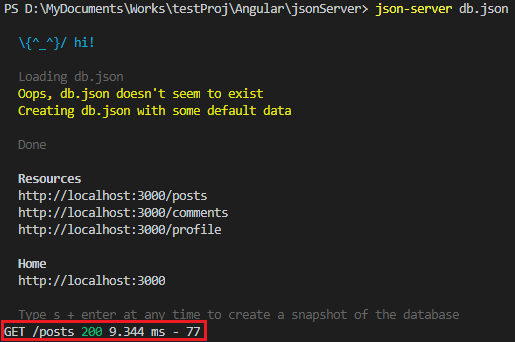 PS D:\MyDocuments\Works\testProj\Angular\jsonServer> json-server db.json
\{^_^}/ hi!
Loading db.json
Oops, db.json doesn't seem to exist
Creating db.json with some default data
Done
Resources
http://localhost:3000/posts
http://localhost:3000/comments
http://localhost:3000/profile
Home
http://localhost:3000
Type s + enter at any time to create a snapshot of the database
GET /posts 200 9.344 ms - 77